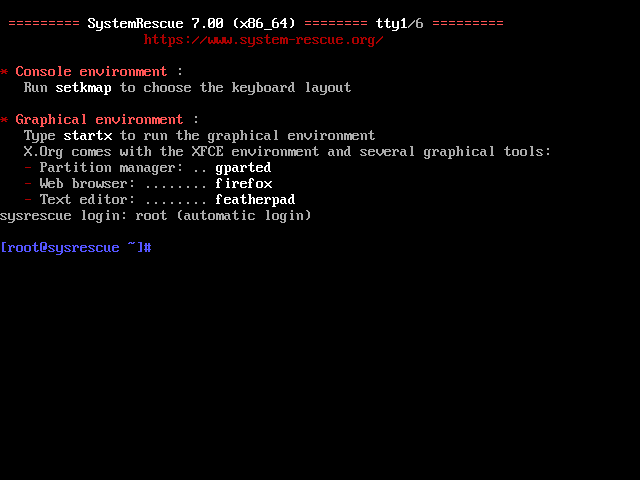 ========= SystemRescue 7.00 (x86_64) ======== tty1/6 =========
https://www.system-rescue.org/
* Console environment :
Run setkmap to choose the keyboard layout
* Graphical environment :
Type startx to run the graphical environment
X.Org comes with the XFCE environment and several graphical tools:
- Partition manager: .. gparted
- Web browser: ........ firefox
- Text editor: ........ featherpad
sysrescue login: root (automatic login)
[root@sysrescue ~]#